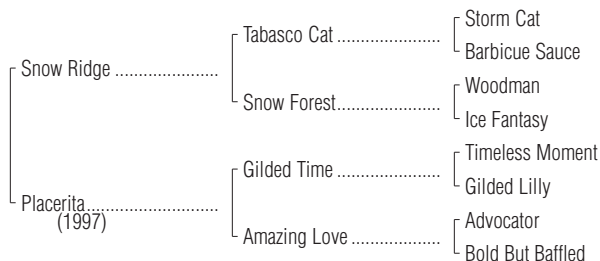 Storm Cat
Tabasco Cat ........................
Barbicue Sauce
Snow Ridge ........................
Woodman
Snow Forest........................
Ice Fantasy
Timeless Moment
Gilded Time ........................
Gilded Lilly
Placerita..............................
(1997)
Advocator
Amazing Love .....................
Bold But Baffled